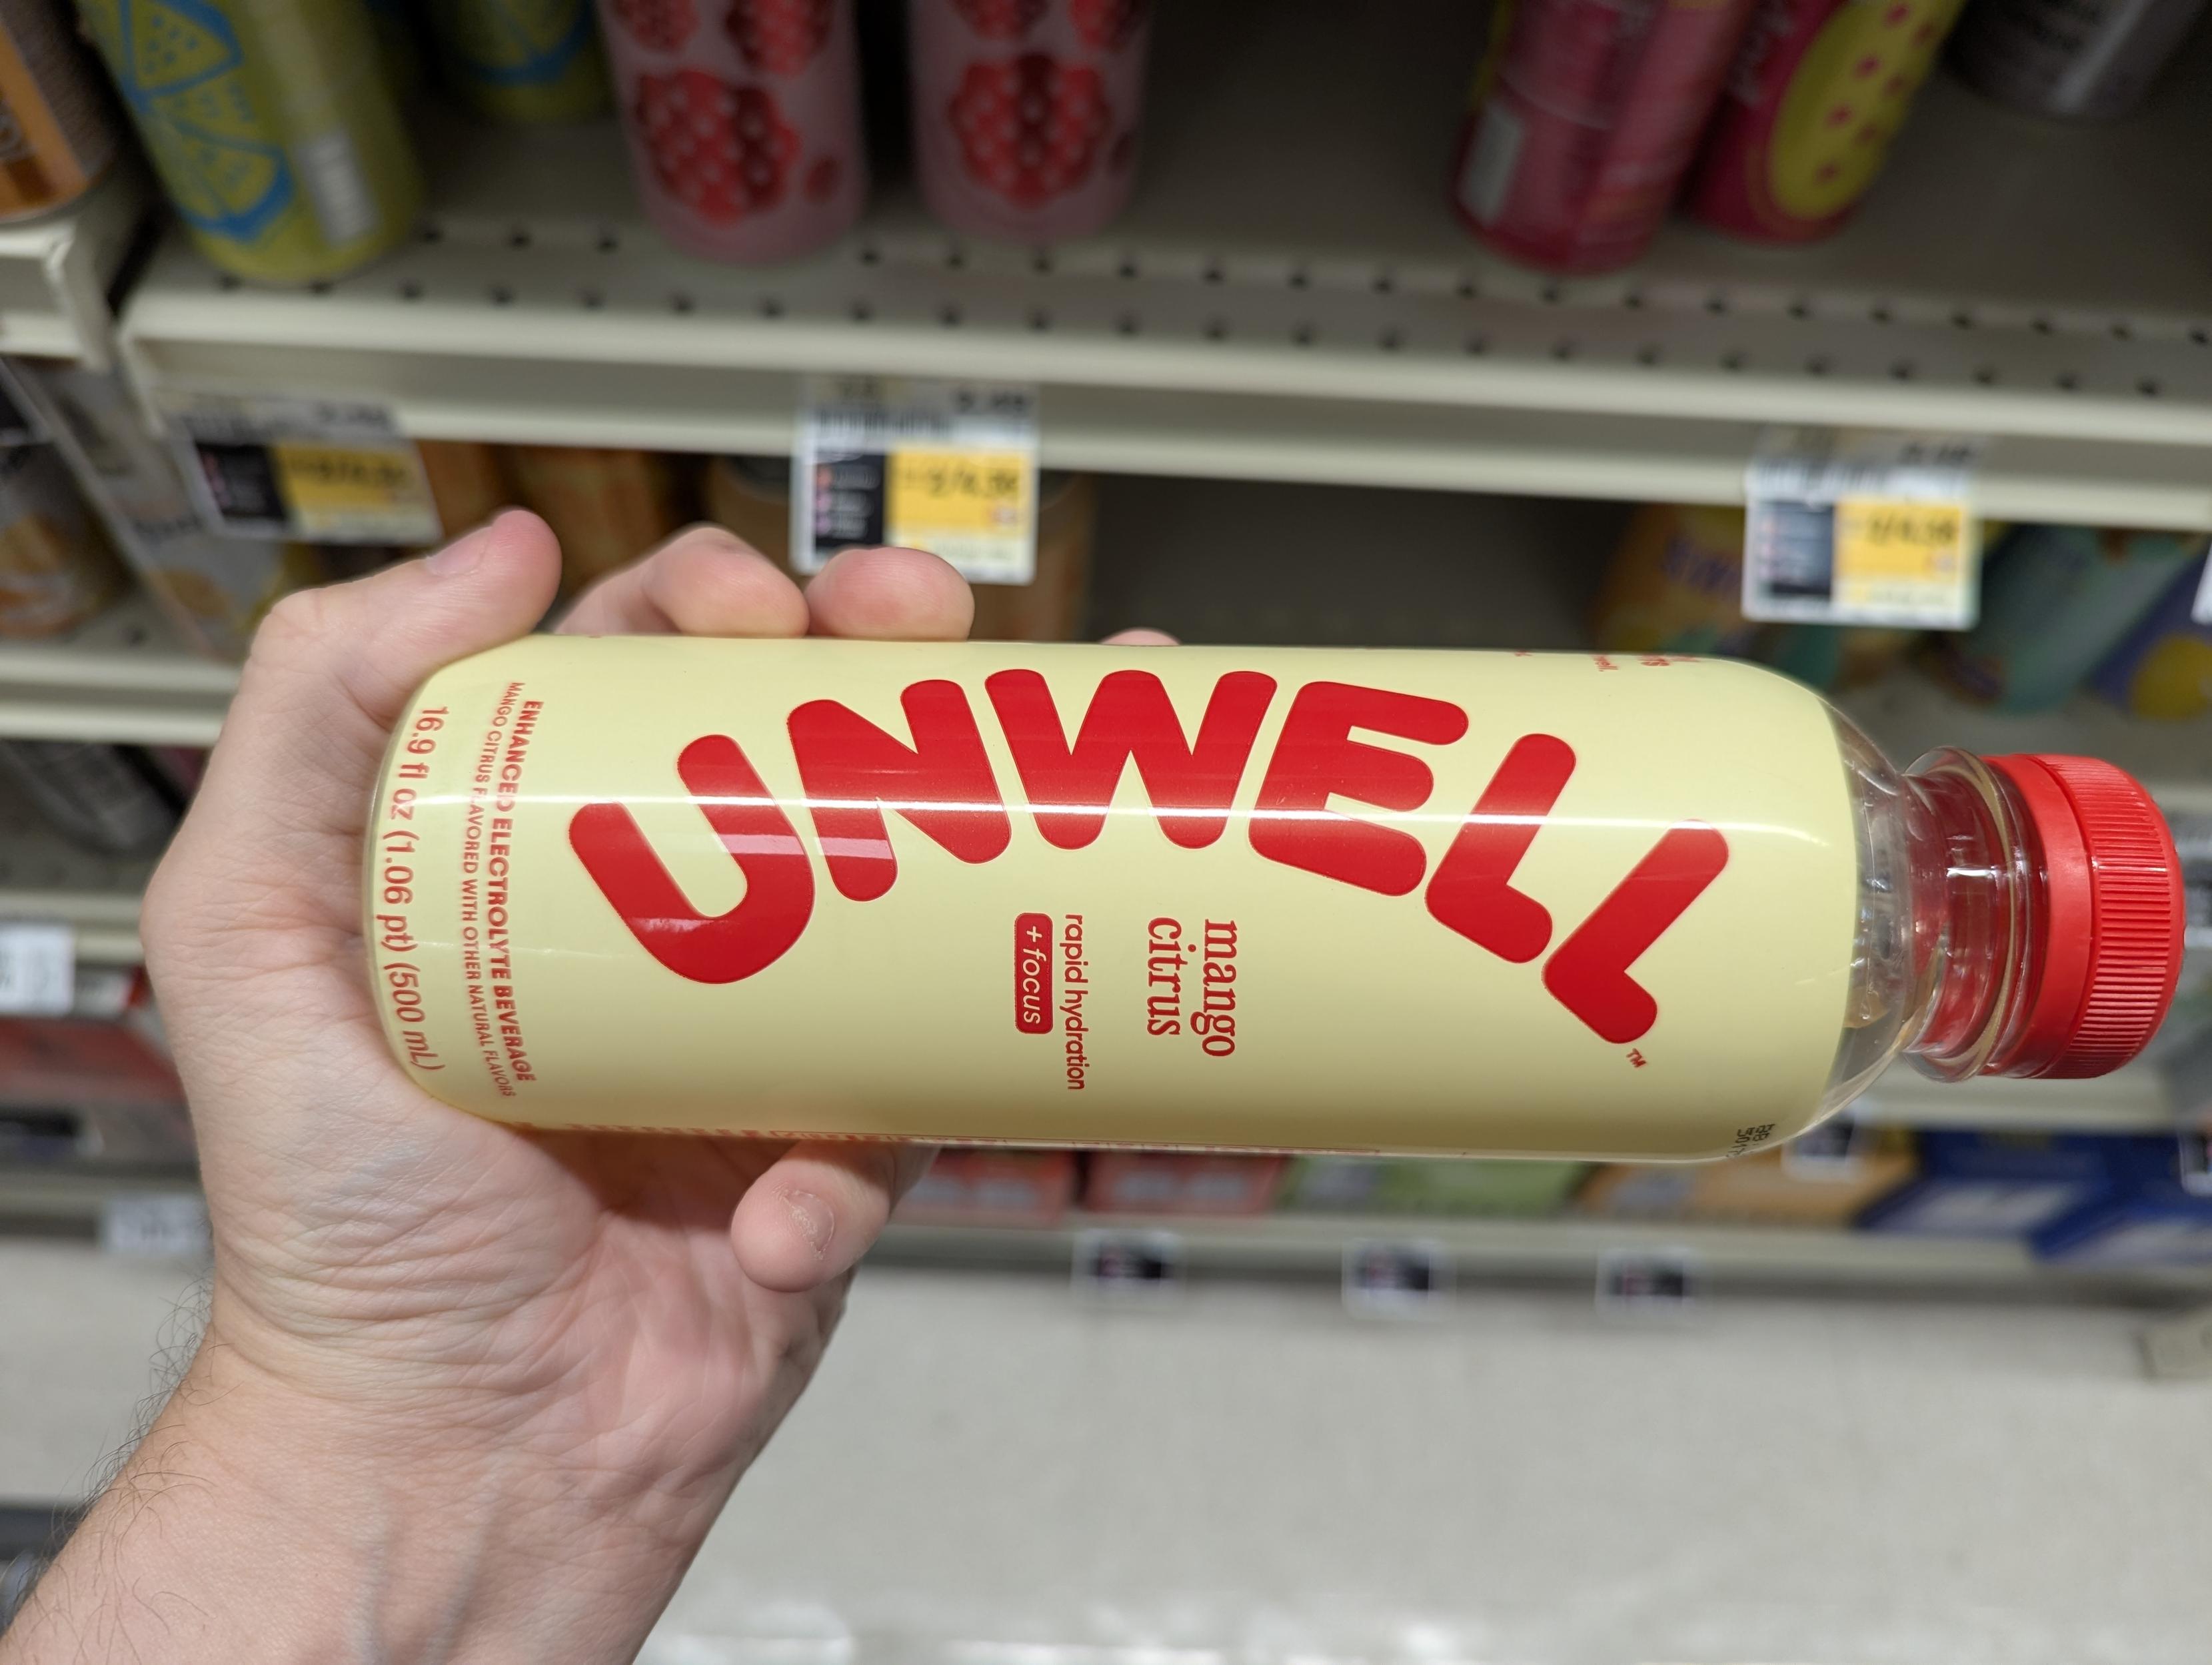 UNWELL
TM
mango
citrus
rapid hydration
+ focus
ENHANCED ELECTROLYTE BEVERAGE
MANGO CITRUS FLAVORED WITH OTHER NATURAL FLAVORS
16.9 fl oz (1.06 pt) (500 mL)